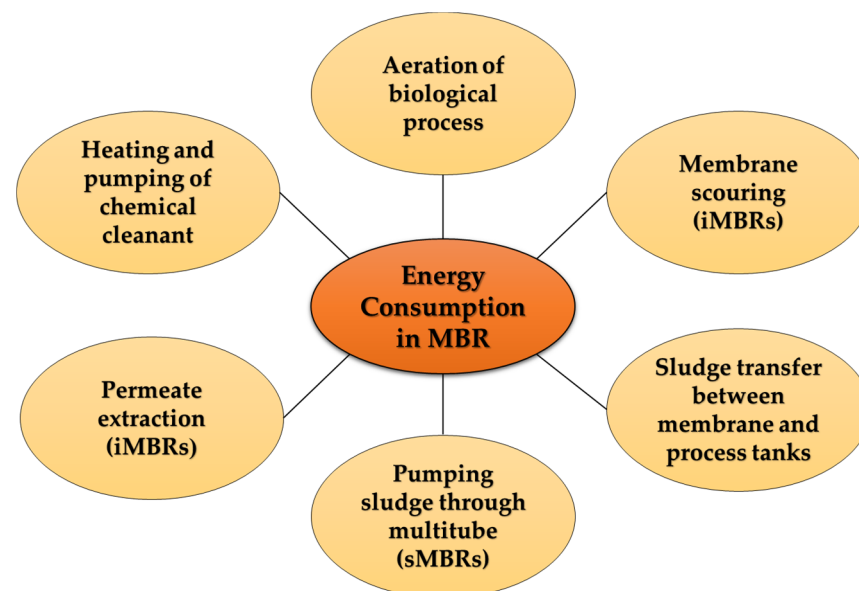 Aeration of
biological
process
Heating and
pumping of
chemical
cleanant
Membrane
scouring
(iMBRs)
Energy
Consumption
in MBR
Permeate
extraction
(iMBRs)
Sludge transfer
between
membrane and
process tanks
Pumping
sludge through
multitube
(sMBRs)